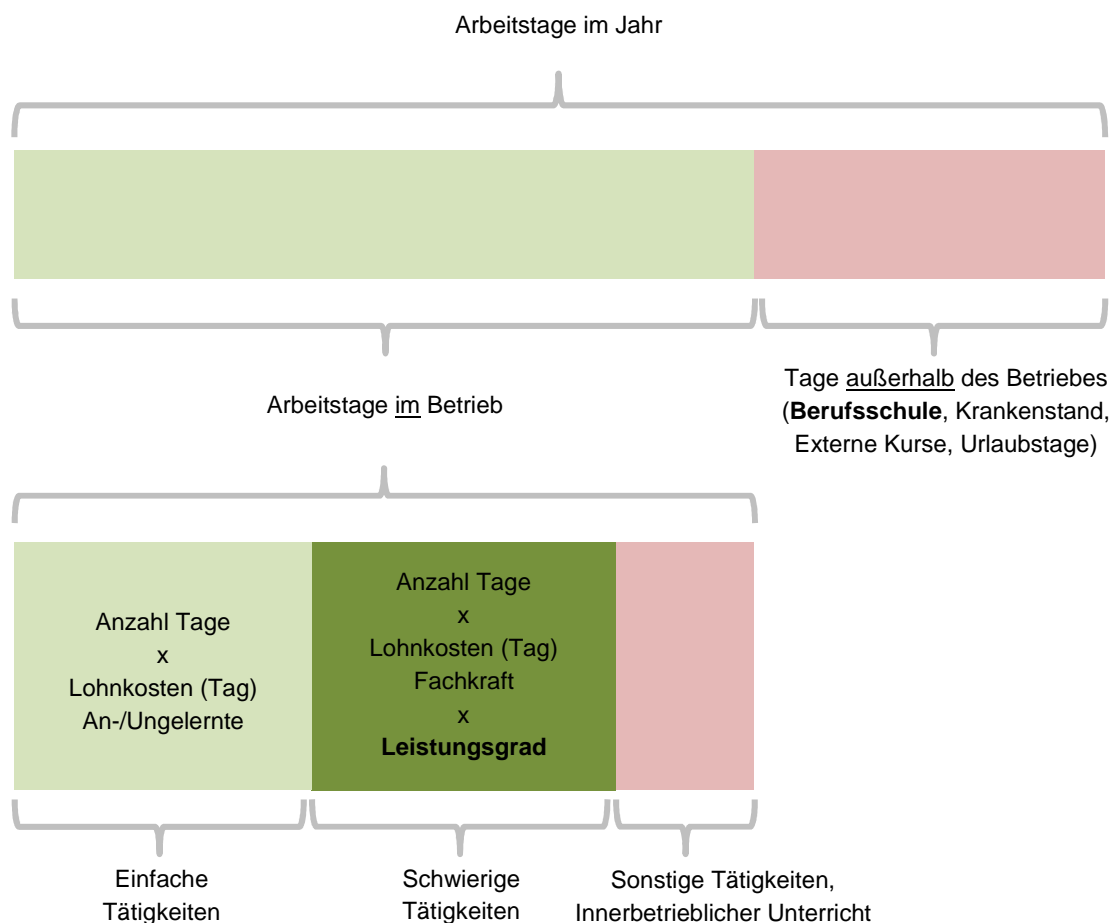 Arbeitstage im Jahr
Arbeitstage im Betrieb
Tage außerhalb des Betriebes
(Berufsschule, Krankenstand,
Externe Kurse, Urlaubstage)
Anzahl Tage
x
Lohnkosten (Tag)
An-/Ungelernte
Anzahl Tage
x
Lohnkosten (Tag)
Fachkraft
x
Leistungsgrad
Einfache
Tätigkeiten
Schwierige
Tätigkeiten
Sonstige Tätigkeiten,
Innerbetrieblicher Unterricht